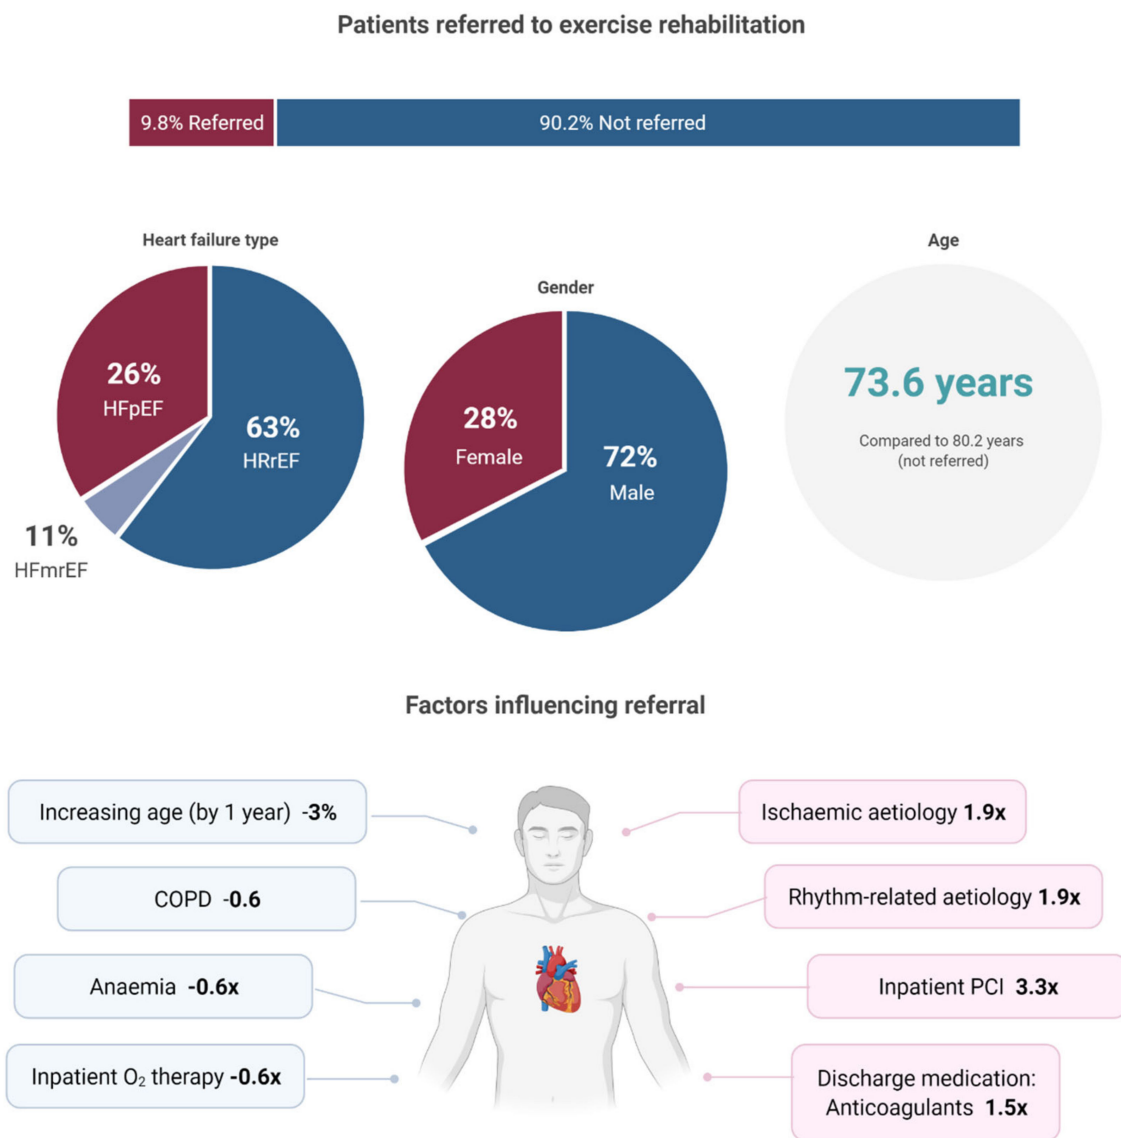 Patients referred to exercise rehabilitation
9.8% Referred
90.2% Not referred
Heart failure type
26%
HFpEF
63%
HRrEF
11%
HFmrEF
Gender
28%
Female
72%
Male
Age
73.6 years
Compared to 80.2 years
(not referred)
Factors influencing referral
Increasing age (by 1 year) -3%
COPD -0.6
Anaemia -0.6x
Inpatient O₂ therapy -0.6x
Ischaemic aetiology 1.9x
Rhythm-related aetiology 1.9x
Inpatient PCI 3.3x
Discharge medication:
Anticoagulants 1.5x